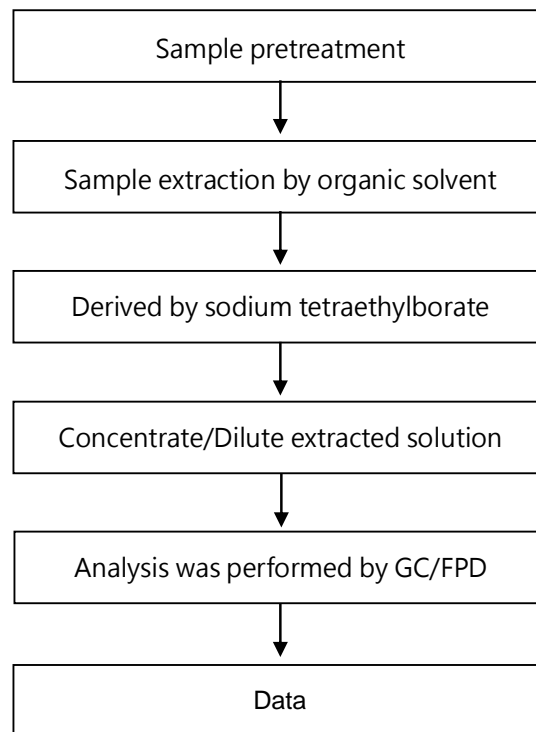 Sample pretreatment
Sample extraction by organic solvent
Derived by sodium tetraethylborate
Concentrate/Dilute extracted solution
Analysis was performed by GC/FPD
Data